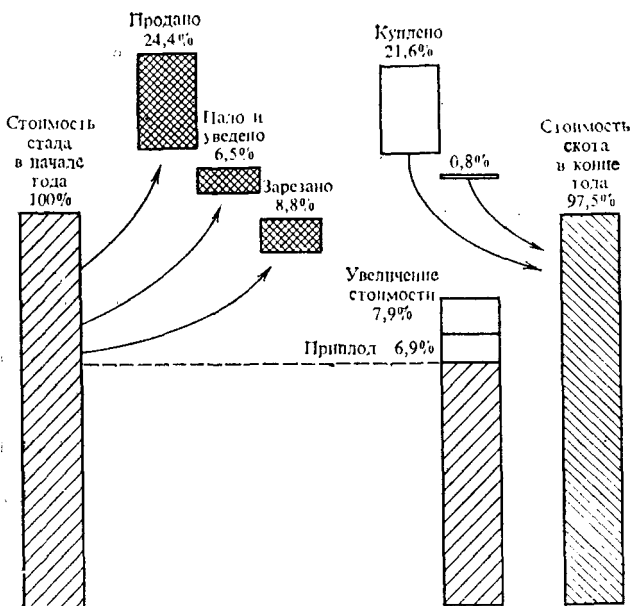 Продано
24,4%
Куплено
21,6%
Стоимость
стада
в начале
года
100%
Пало и
уведено
6,5%
Зарезано
8,8%
0,8%
Стоимость
скота
в конце
года
97,5%
Увеличение
стоимости
7,9%
Приплод 6,9%